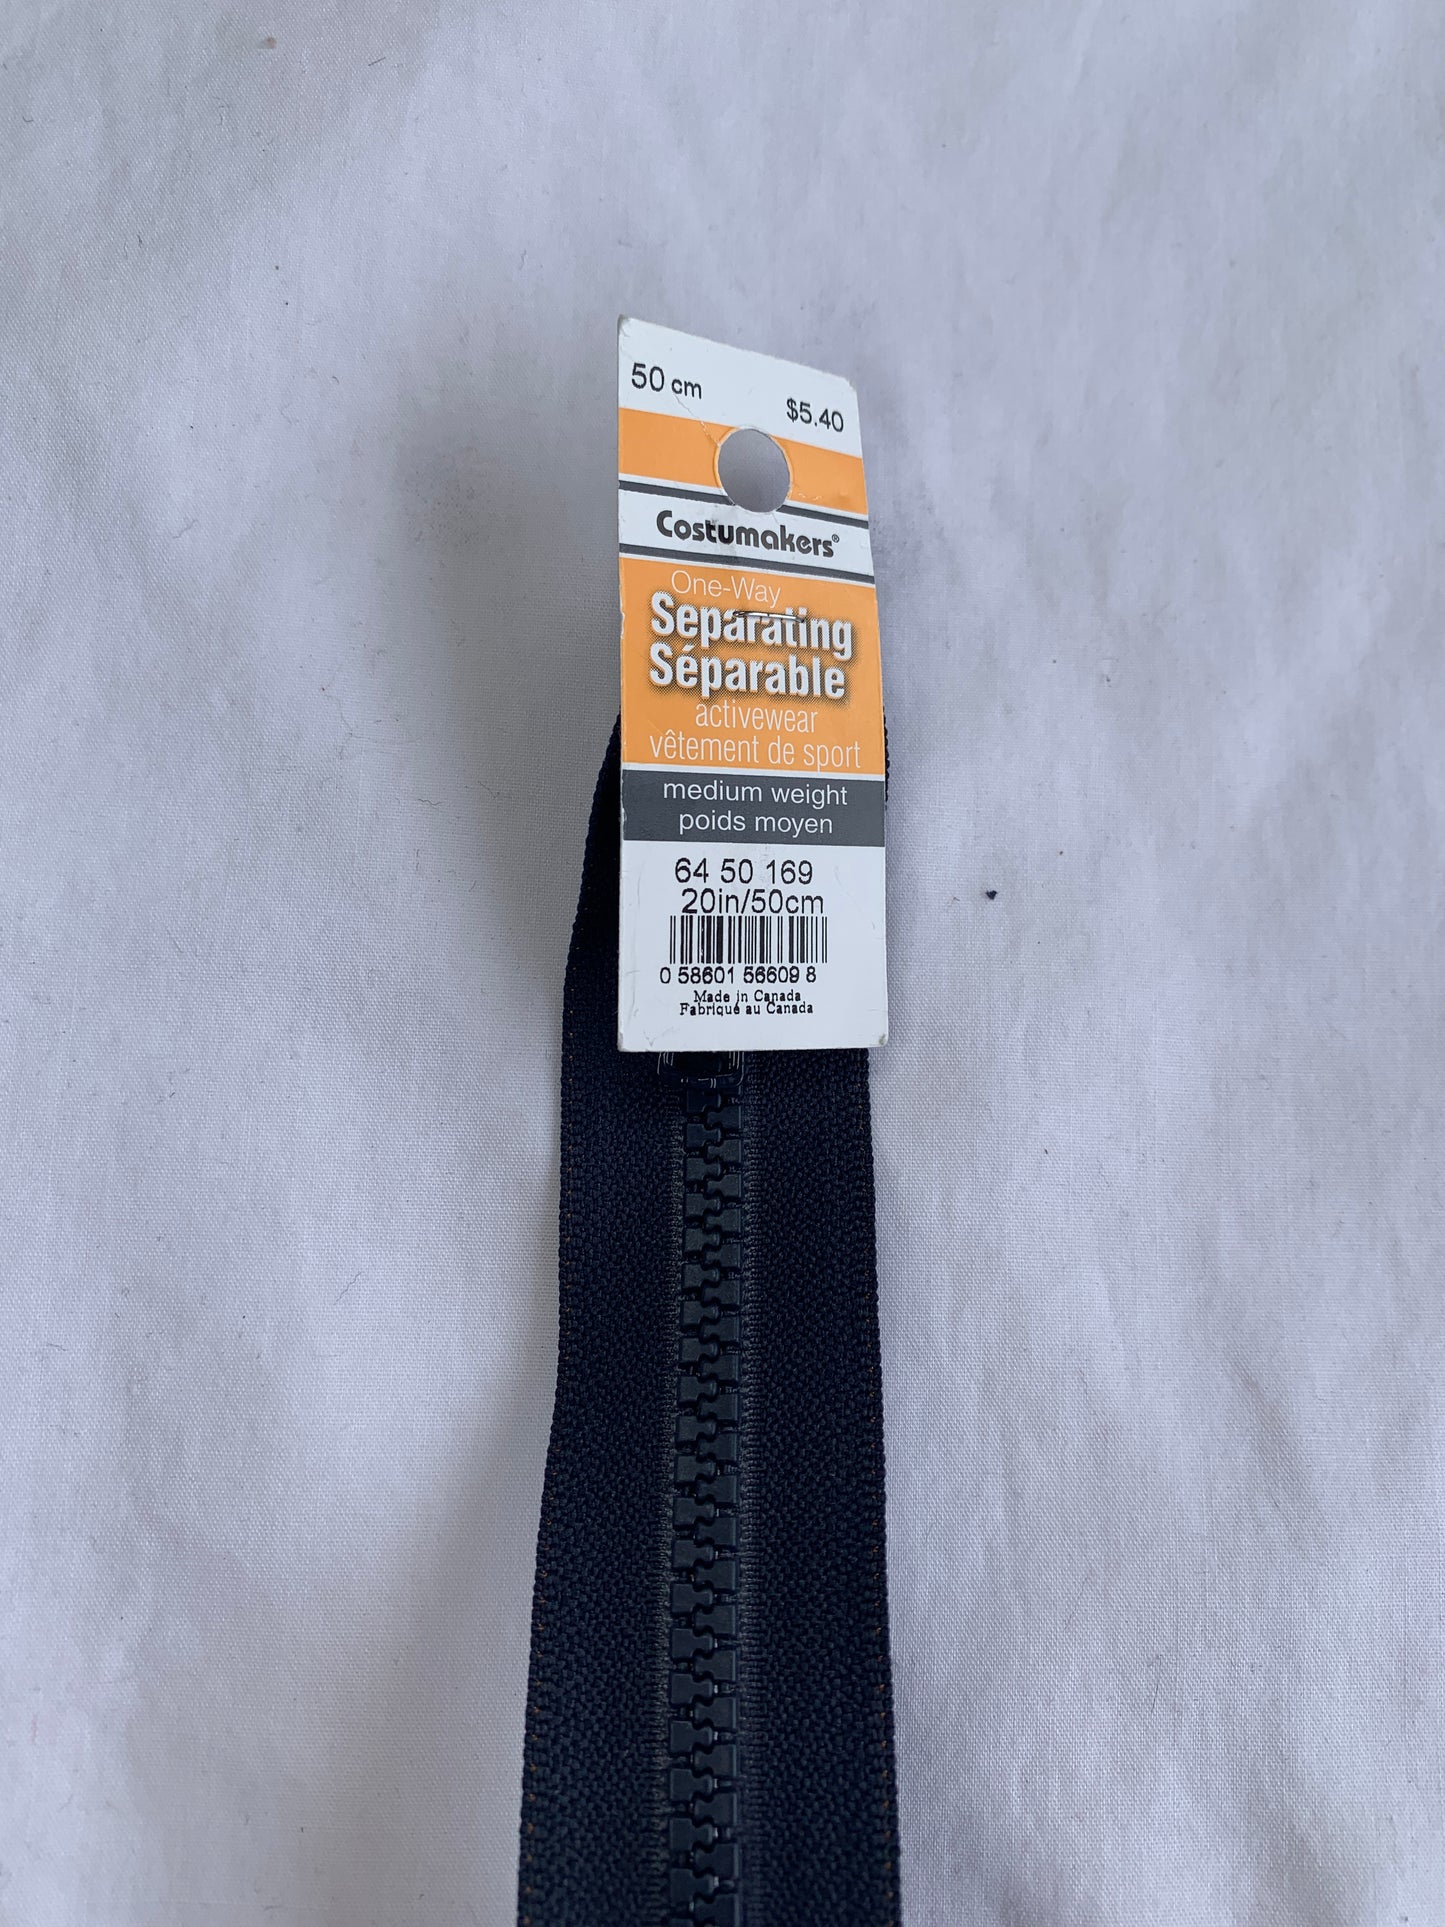 50 cm
$5.40
Costumakers®
One-Way
Separating
Séparable
activewear
vêtement de sport
medium weight
poids moyen
64 50 169
20in/50cm
0 58601 56609 8
Made in Canada
Fabriqué au Canada